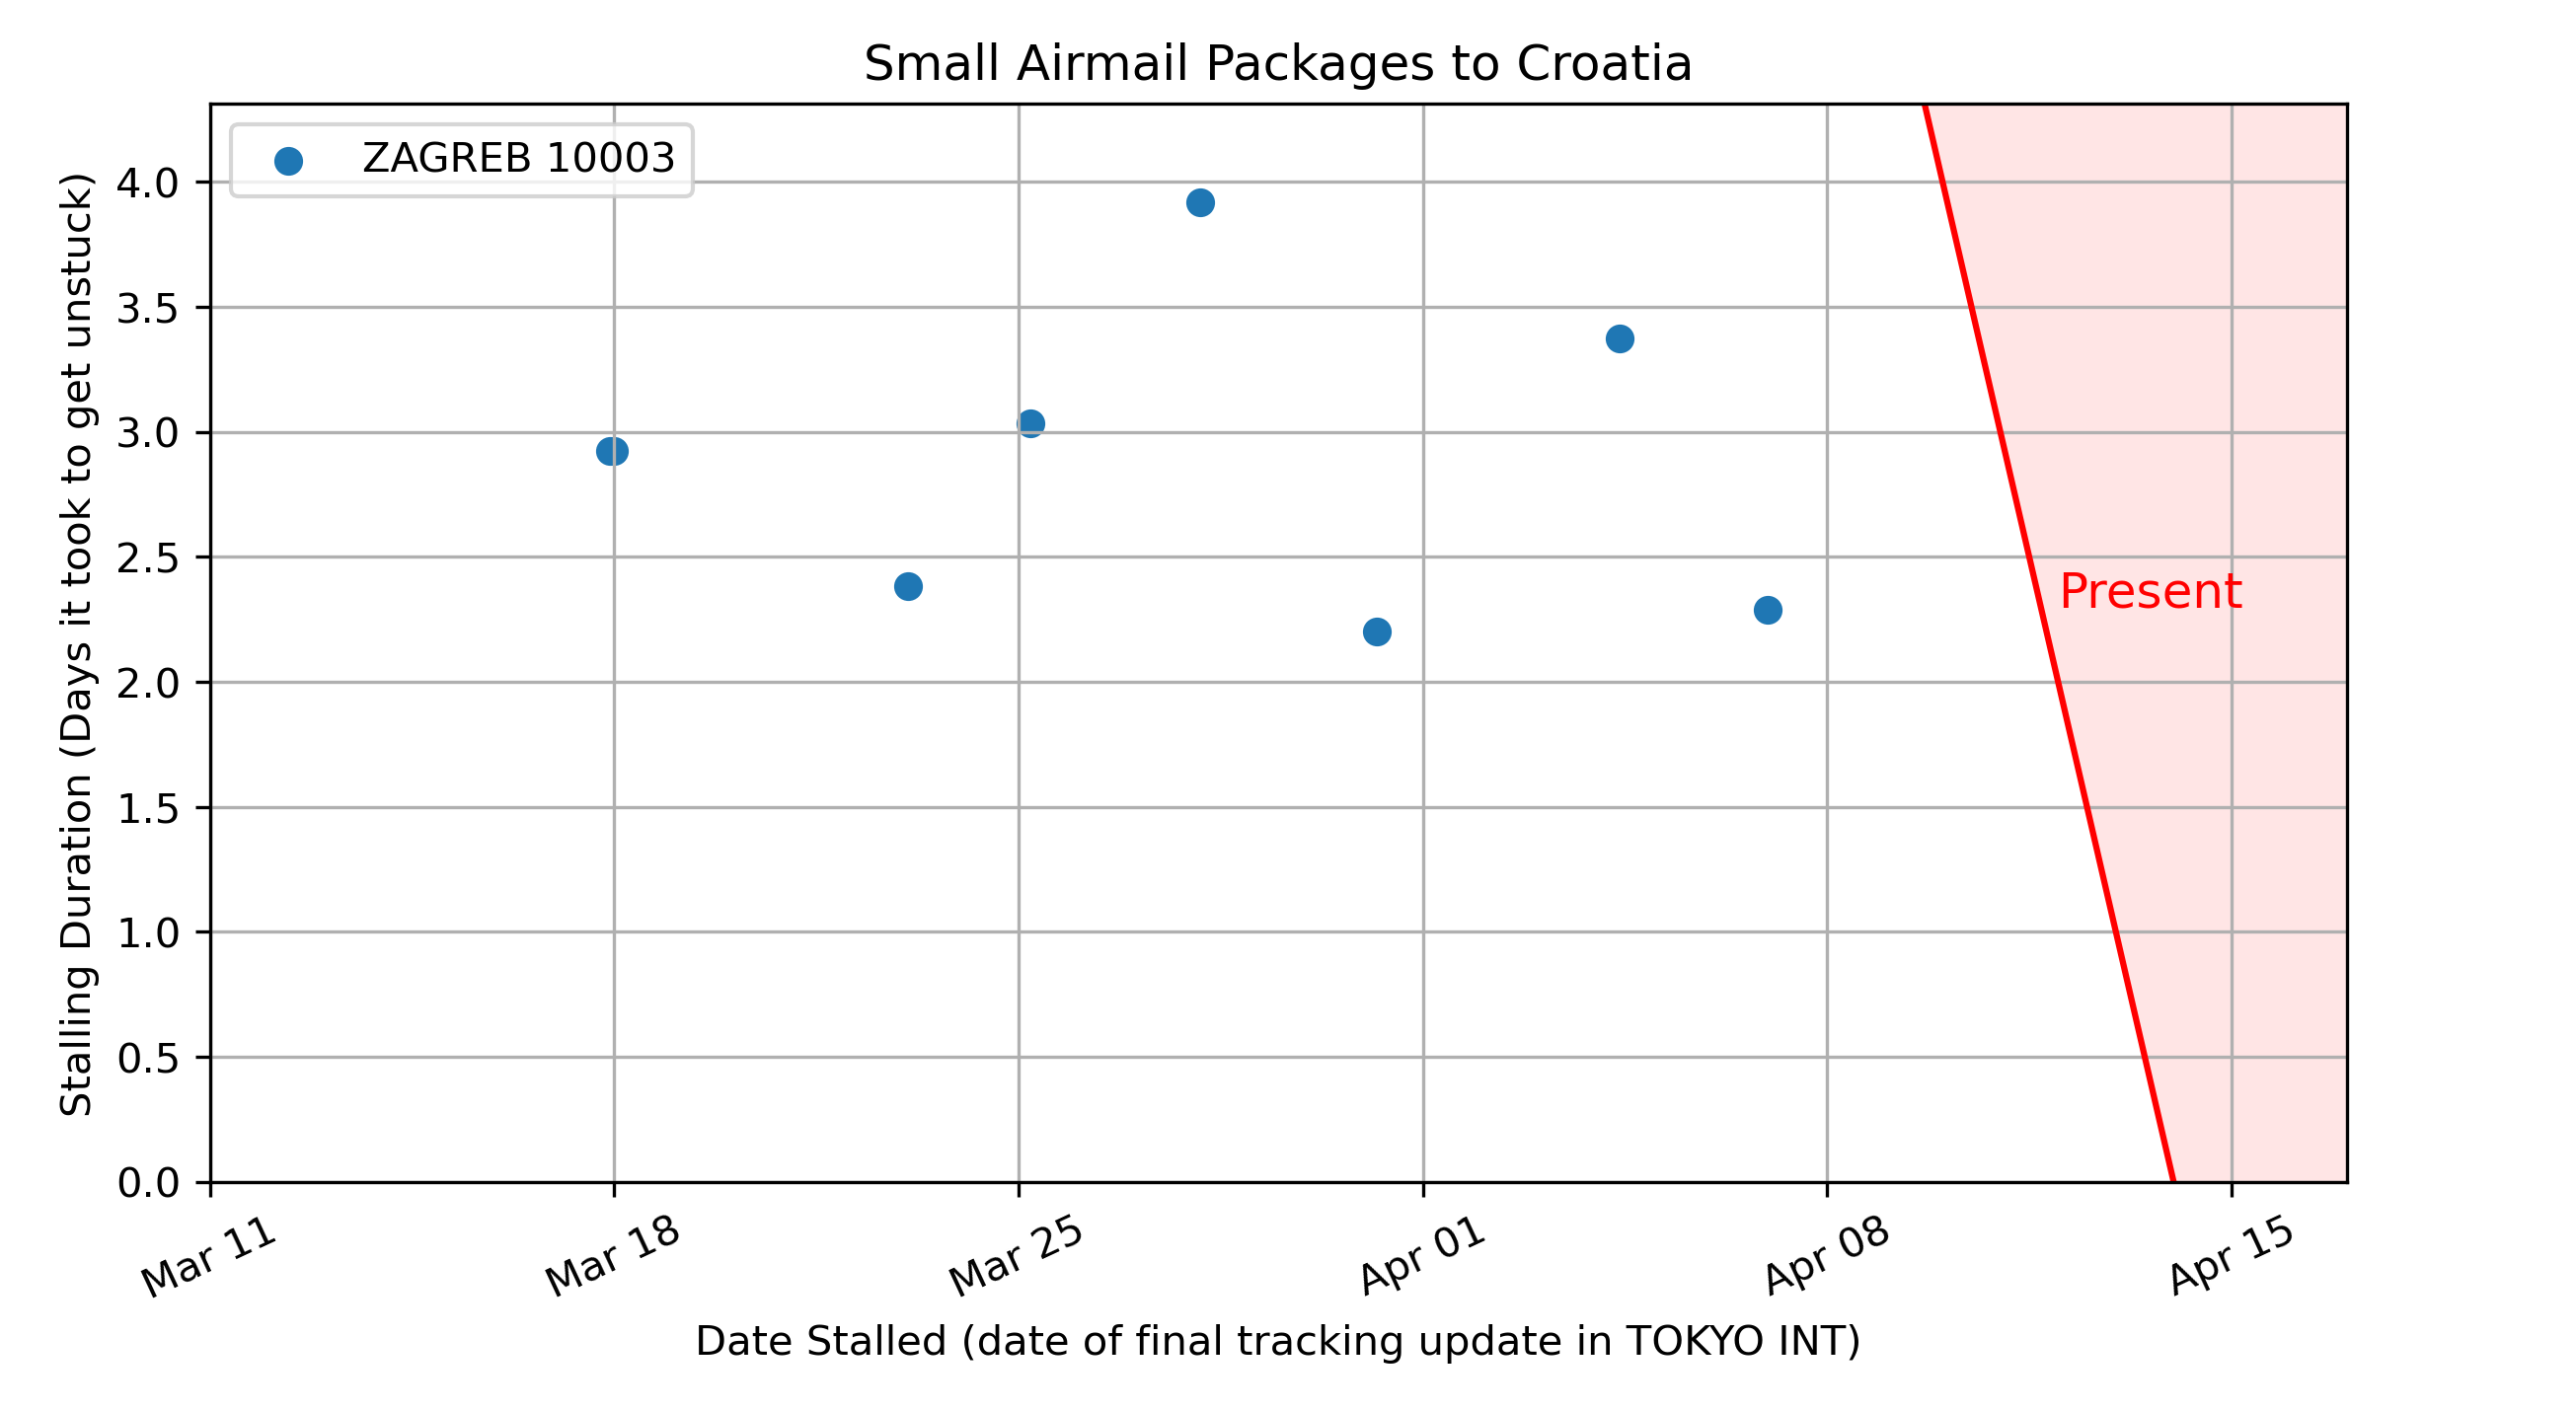 Small Airmail Packages to Croatia
ZAGREB 10003
Stalling Duration (Days it took to get unstuck)
4.0
3.5
3.0
2.5
2.0
1.5
1.0
0.5
0.0
Present
Mar 11
Mar 18
Mar 25
Apr 01
Apr 08
Apr 15
Date Stalled (date of final tracking update in TOKYO INT)